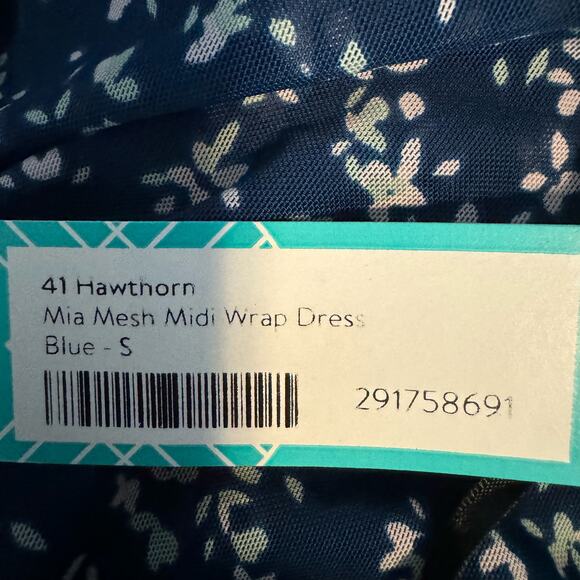 41 Hawthorn
Mia Mesh Midi Wrap Dress
Blue - S
291758691